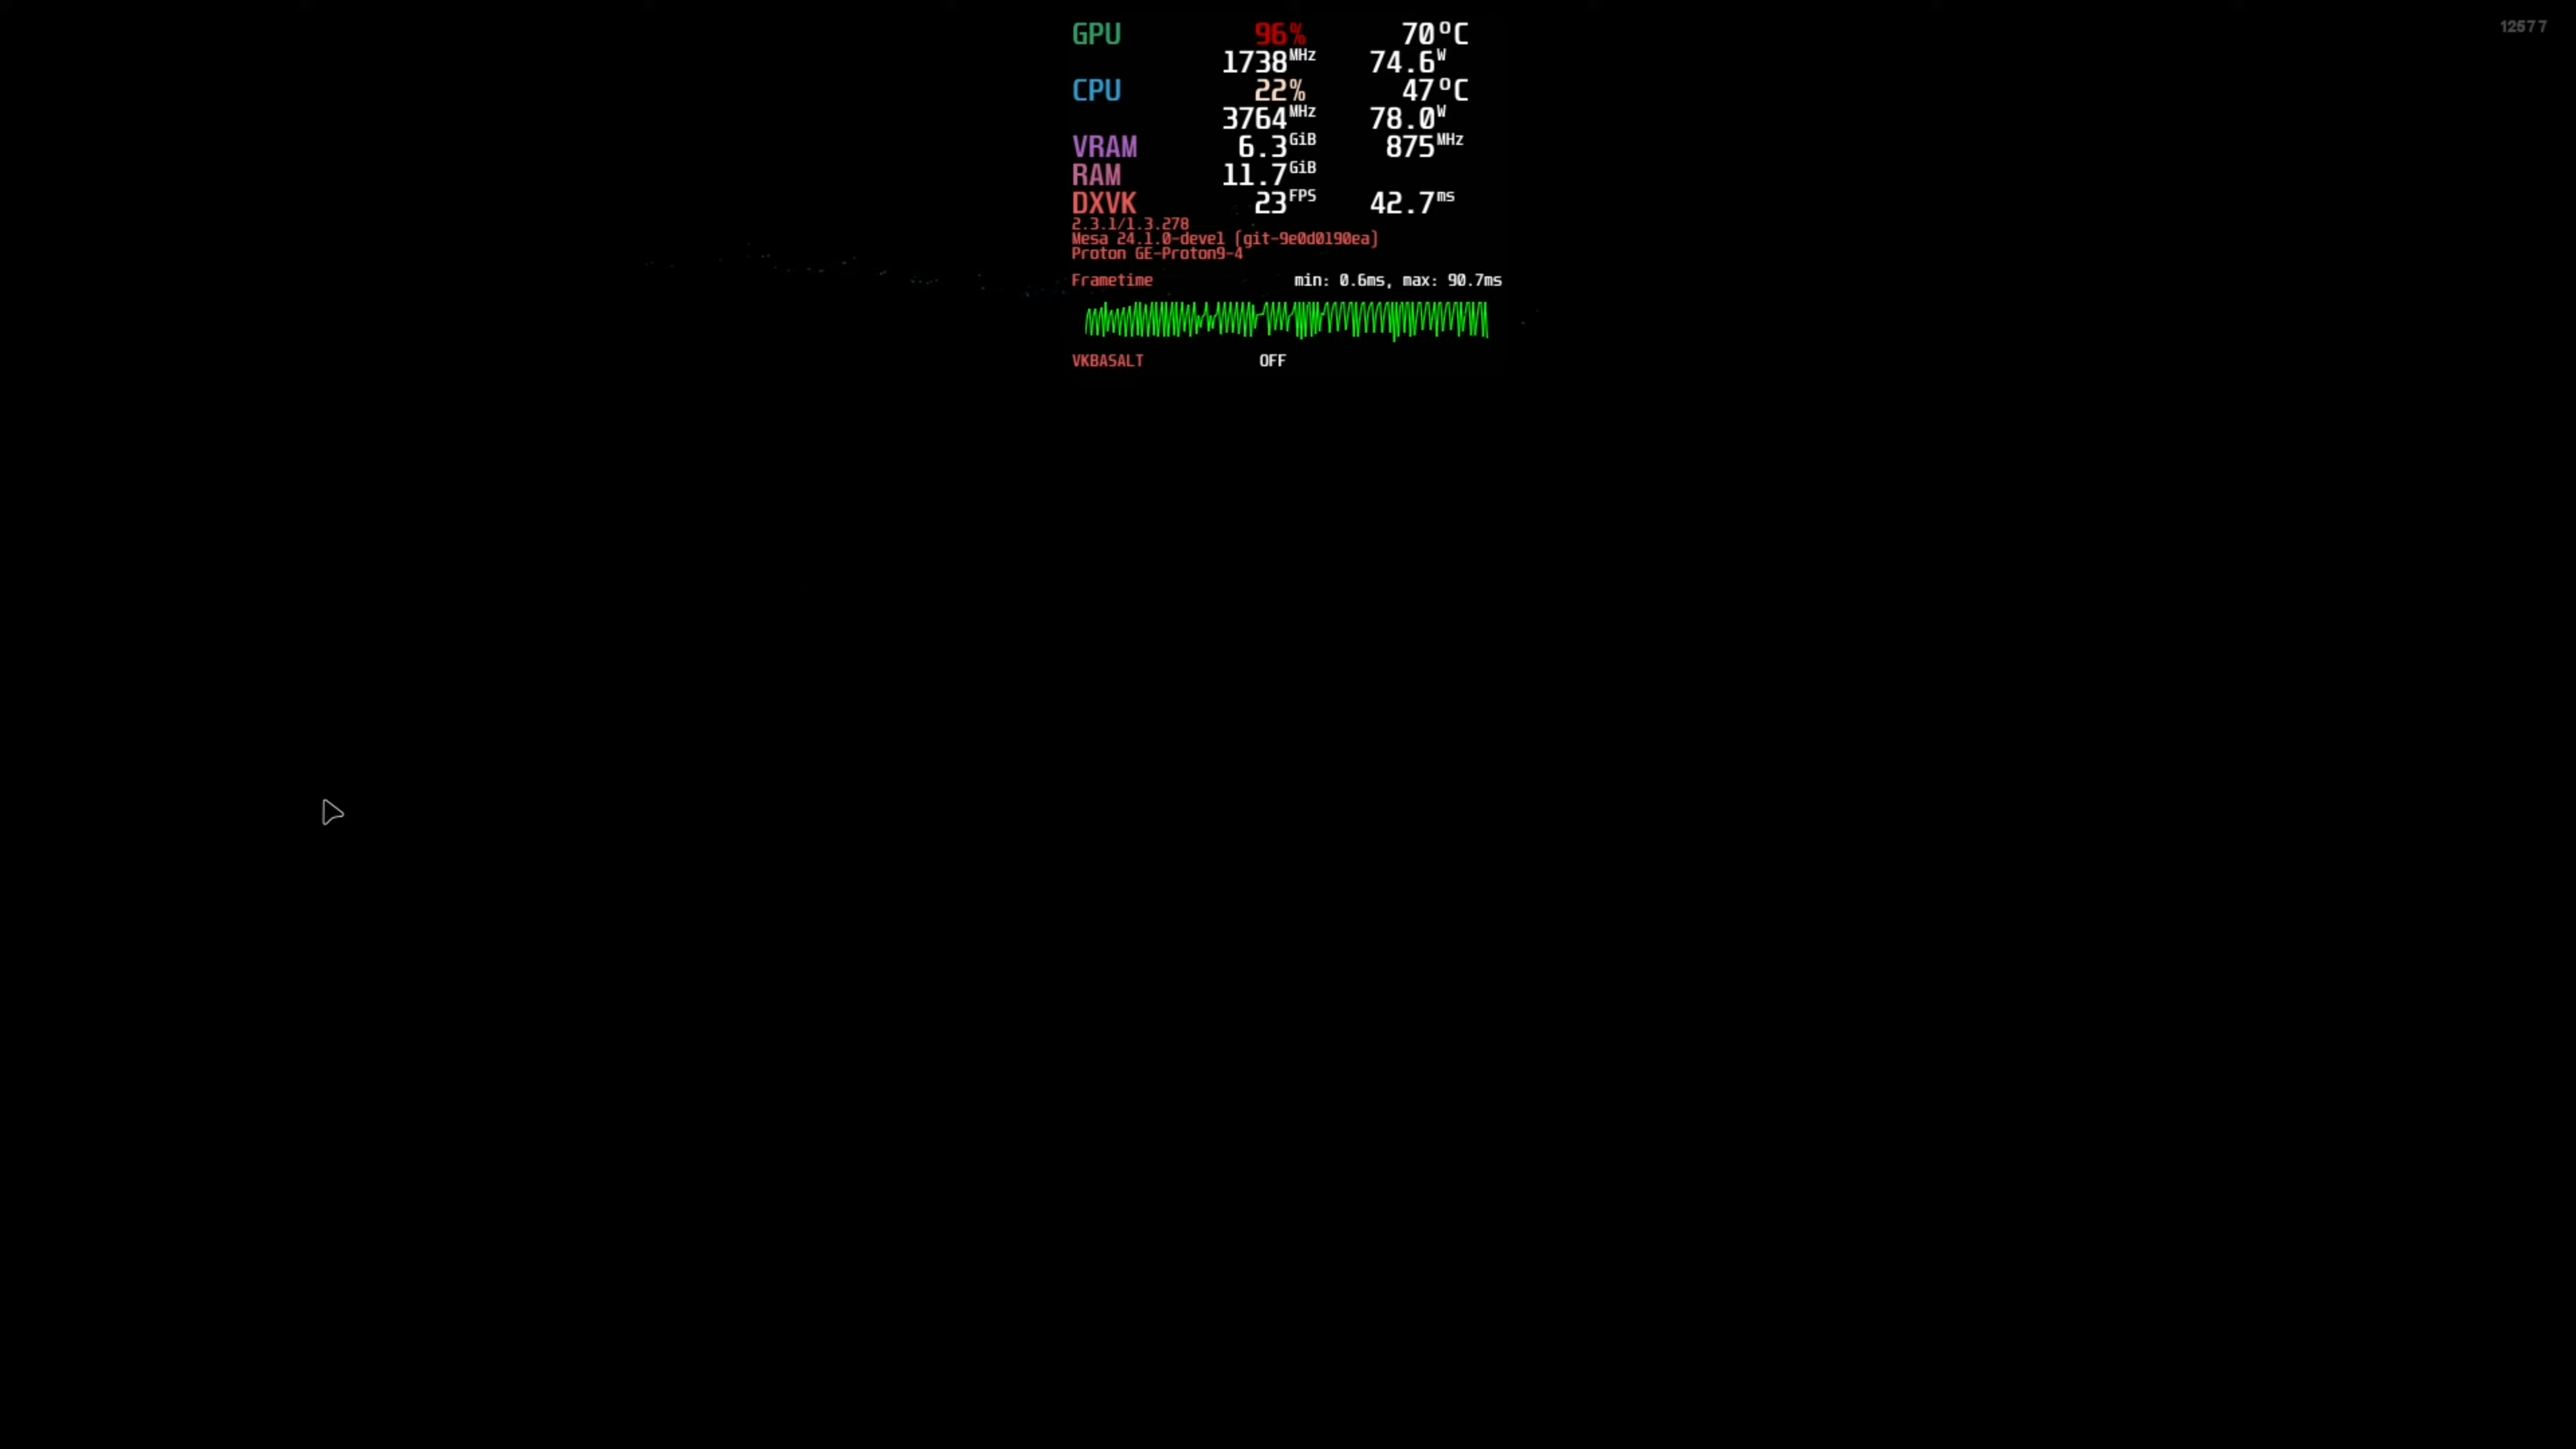 GPU 96% 70°C
1738MHz 74.6W
CPU 22% 47°C
3764MHz 78.0W
VRAM 6.3GiB 875MHz
RAM 11.7GiB
DXVK 23FPS 42.7ms
2.3.1/1.3.278
Mesa 24.1.0-devel (git-9e0d0190ea)
Proton GE-Proton9-4
Frametime min: 0.6ms, max: 90.7ms
VKBASALT OFF
12577